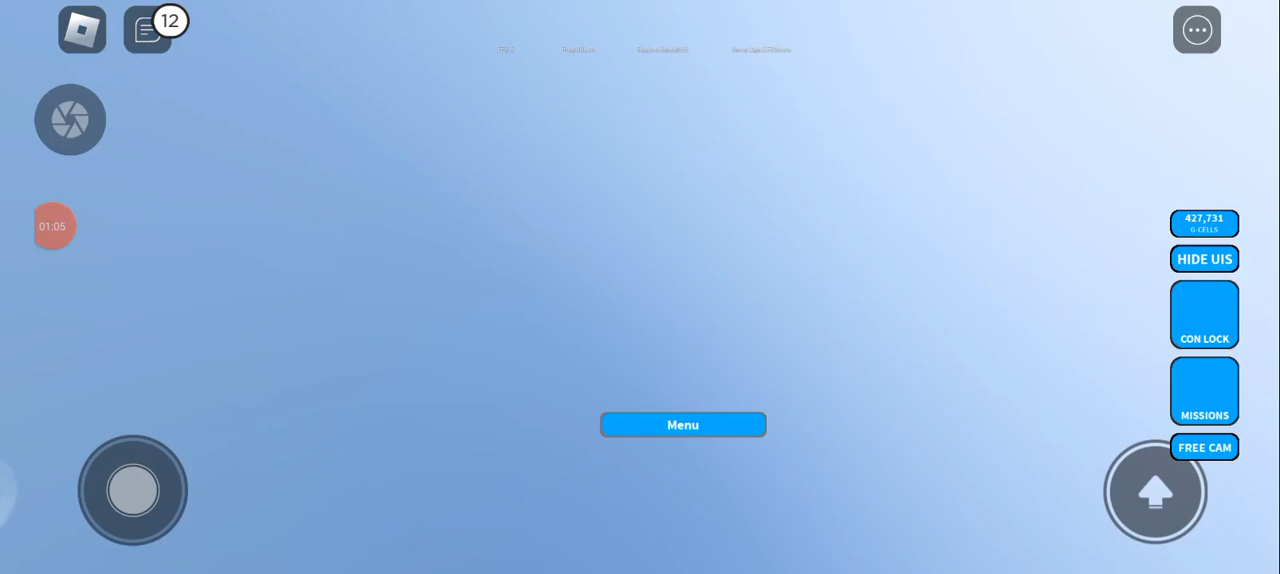 12
01:05
427,731
G-CELLS
HIDE UIS
CON LOCK
MISSIONS
Menu
FREE CAM